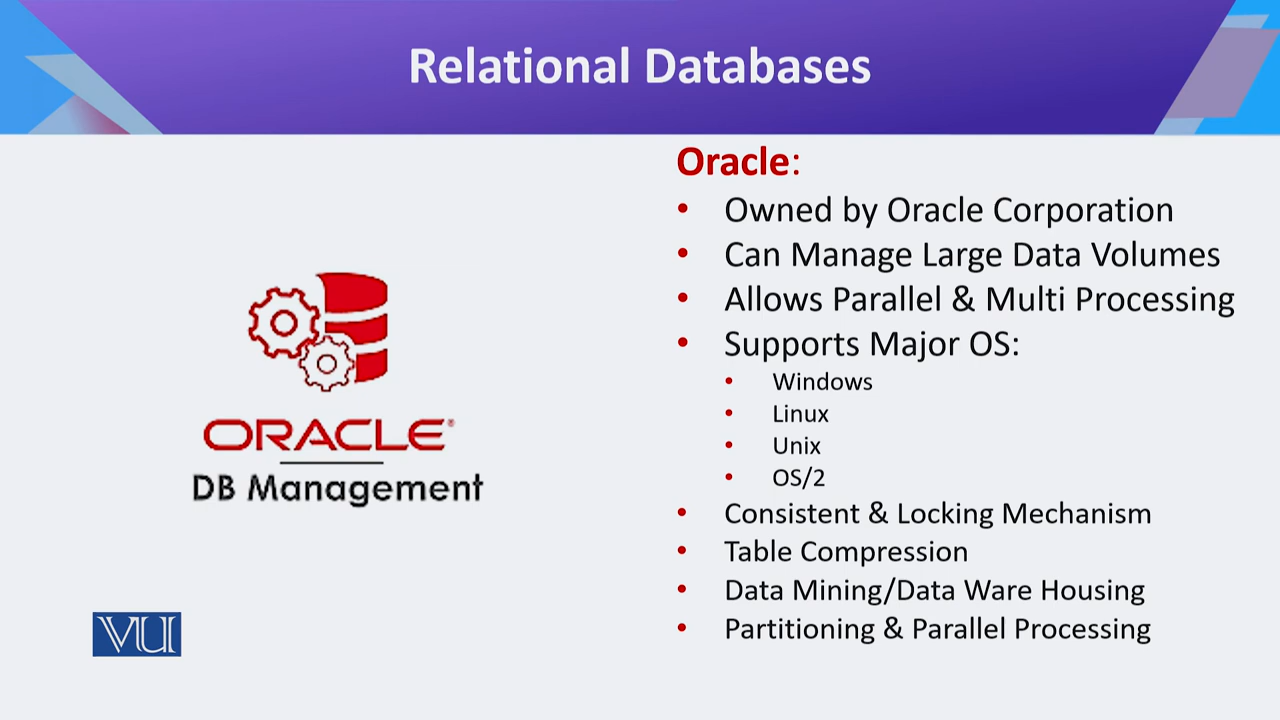 Relational Databases
Oracle:
• Owned by Oracle Corporation
• Can Manage Large Data Volumes
• Allows Parallel & Multi Processing
• Supports Major OS:
• Windows
• Linux
• Unix
• OS/2
• Consistent & Locking Mechanism
• Table Compression
• Data Mining/Data Ware Housing
• Partitioning & Parallel Processing
ORACLE®
DB Management
VU